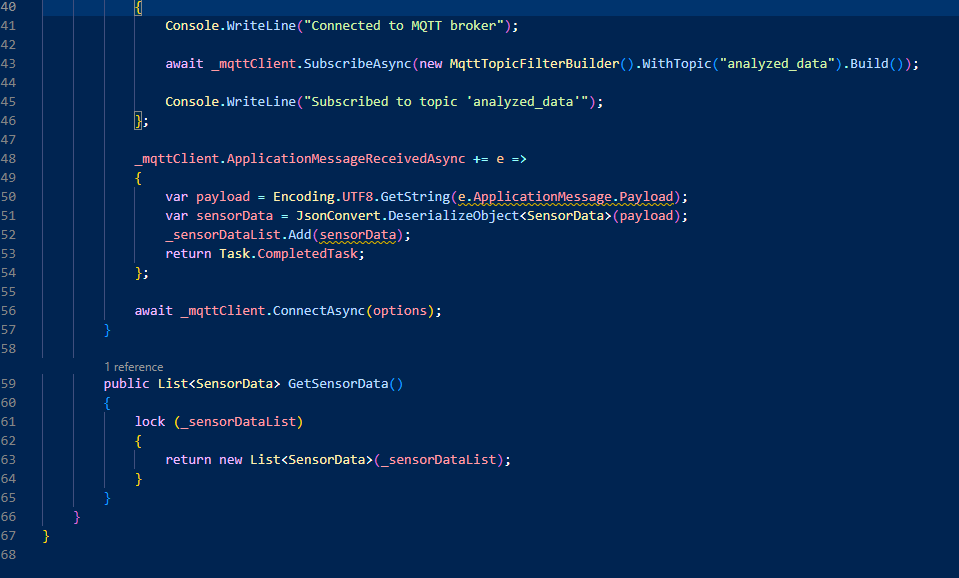 40 {
41 Console.WriteLine("Connected to MQTT broker");
42
43 await _mqttClient.SubscribeAsync(new MqttTopicFilterBuilder().WithTopic("analyzed_data").Build());
44
45 Console.WriteLine("Subscribed to topic 'analyzed_data'");
46 };
47
48 _mqttClient.ApplicationMessageReceivedAsync += e =>
49 {
50 var payload = Encoding.UTF8.GetString(e.ApplicationMessage.Payload);
51 var sensorData = JsonConvert.DeserializeObject<SensorData>(payload);
52 _sensorDataList.Add(sensorData);
53 return Task.CompletedTask;
54 };
55
56 await _mqttClient.ConnectAsync(options);
57 }
58
1 reference
59 public List<SensorData> GetSensorData()
60 {
61 lock (_sensorDataList)
62 {
63 return new List<SensorData>(_sensorDataList);
64 }
65 }
66 }
67 }
68